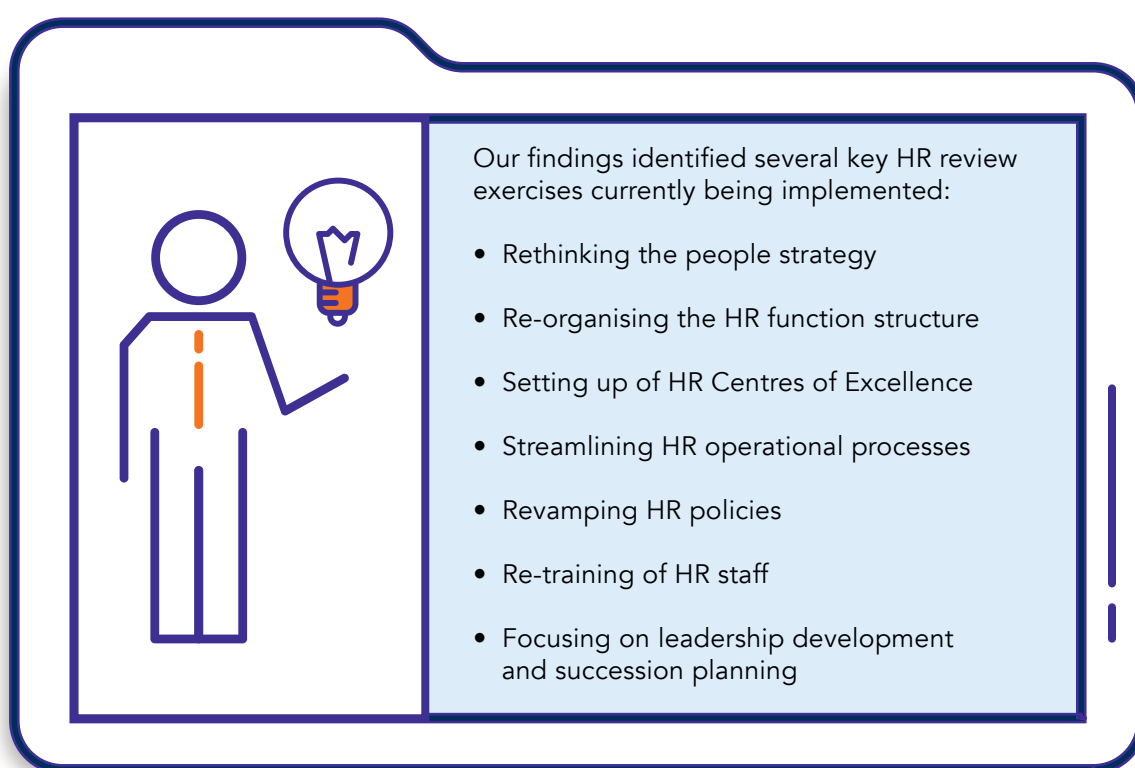 Our findings identified several key HR review
exercises currently being implemented:
• Rethinking the people strategy
• Re-organising the HR function structure
• Setting up of HR Centres of Excellence
• Streamlining HR operational processes
• Revamping HR policies
• Re-training of HR staff
• Focusing on leadership development
and succession planning